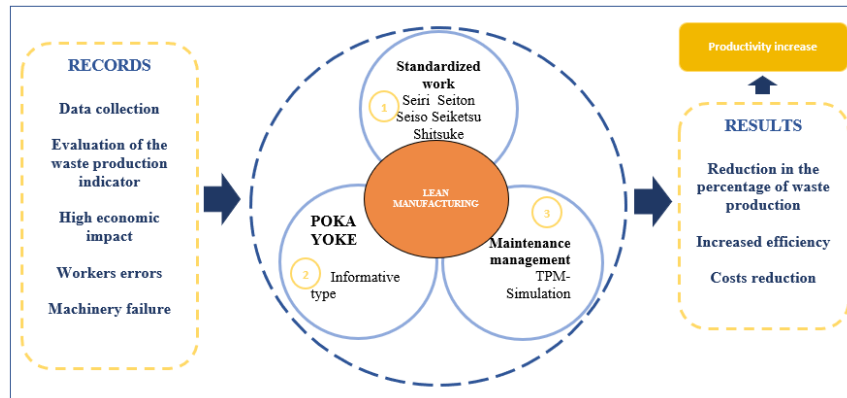 RECORDS
Data collection
Evaluation of the
waste production
indicator
High economic
impact
Workers errors
Machinery failure
Standardized
work
1
Seiri Seiton
Seiso Seiketsu
Shitsuke
LEAN
MANUFACTURING
POKA
YOKE
2 Informative
type
3
Maintenance
management
TPM-
Simulation
Productivity increase
RESULTS
Reduction in the
percentage of waste
production
Increased efficiency
Costs reduction